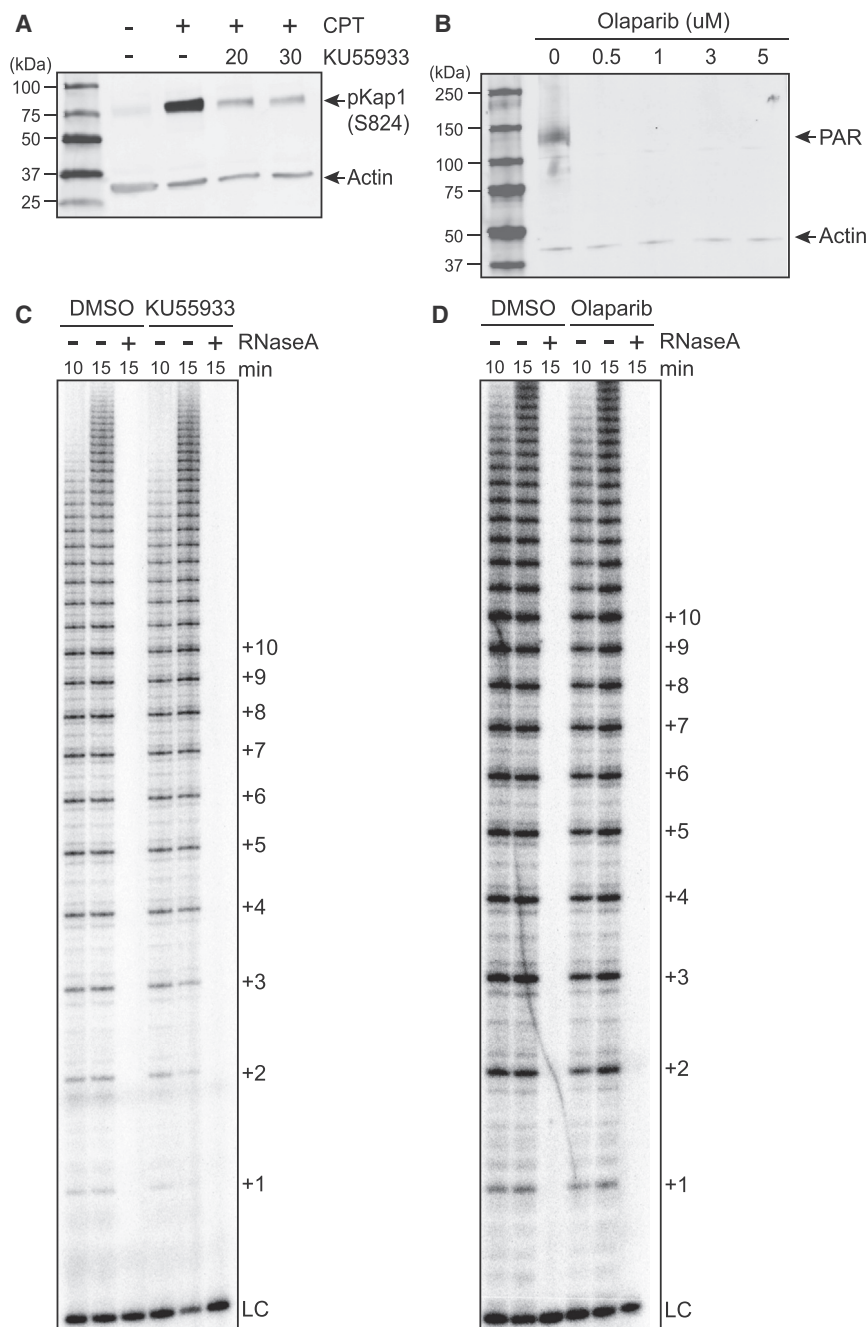 A
- + + + CPT
(kDa) - - 20 30 KU55933
100
75
50
37
25
pKap1
(S824)
Actin
B
Olaparib (uM)
(kDa) 0 0.5 1 3 5
250
150
100
75
50
37
PAR
Actin
C
DMSO KU55933
- - + - - + RNaseA
10 15 15 10 15 15 min
+10
+9
+8
+7
+6
+5
+4
+3
+2
+1
LC
D
DMSO Olaparib
- - + - - + RNaseA
10 15 15 10 15 15 min
+10
+9
+8
+7
+6
+5
+4
+3
+2
+1
LC